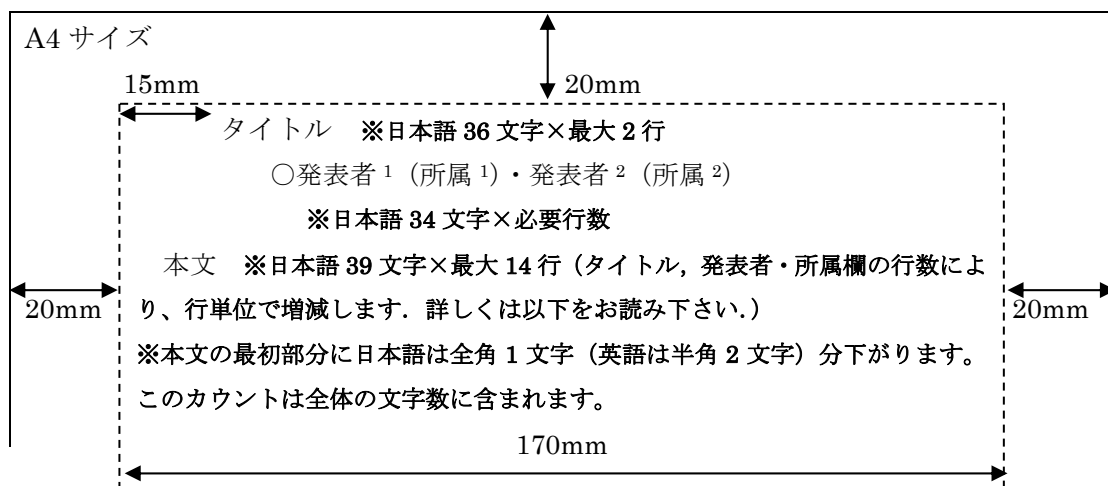 A4 サイズ
15mm
20mm
タイトル ※日本語 36 文字×最大 2 行
○発表者 1（所属 1）・発表者 2（所属 2）
※日本語 34 文字×必要行数
本文 ※日本語 39 文字×最大 14 行（タイトル，発表者・所属欄の行数によ
り、行単位で増減します．詳しくは以下をお読み下さい．）
20mm
20mm
※本文の最初部分に日本語は全角 1 文字（英語は半角 2 文字）分下がります。
このカウントは全体の文字数に含まれます。
170mm